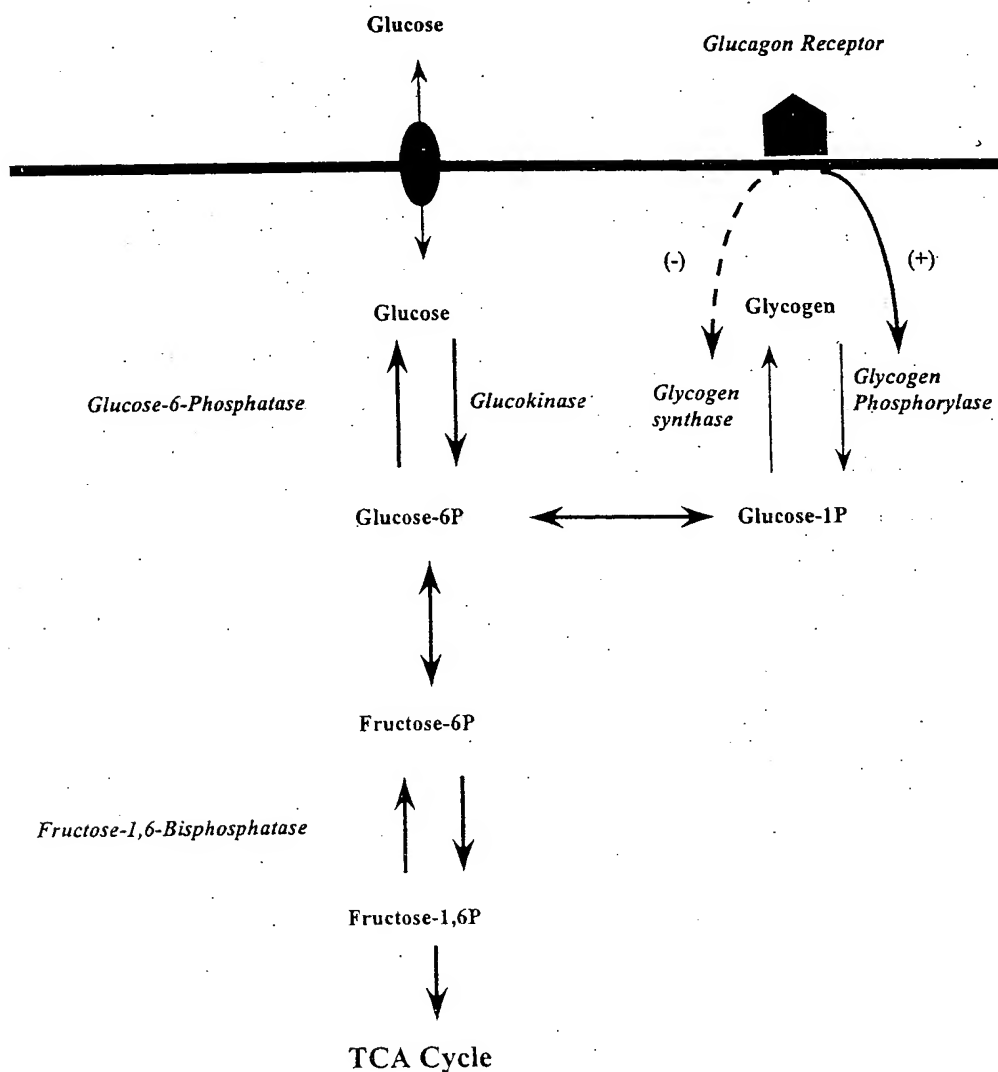 Glucose
Glucagon Receptor
(-)
(+)
Glucose
Glycogen
Glucose-6-Phosphatase
Glucokinase
Glycogen
synthase
Glycogen
Phosphorylase
Glucose-6P
Glucose-1P
Fructose-6P
Fructose-1,6-Bisphosphatase
Fructose-1,6P
TCA Cycle